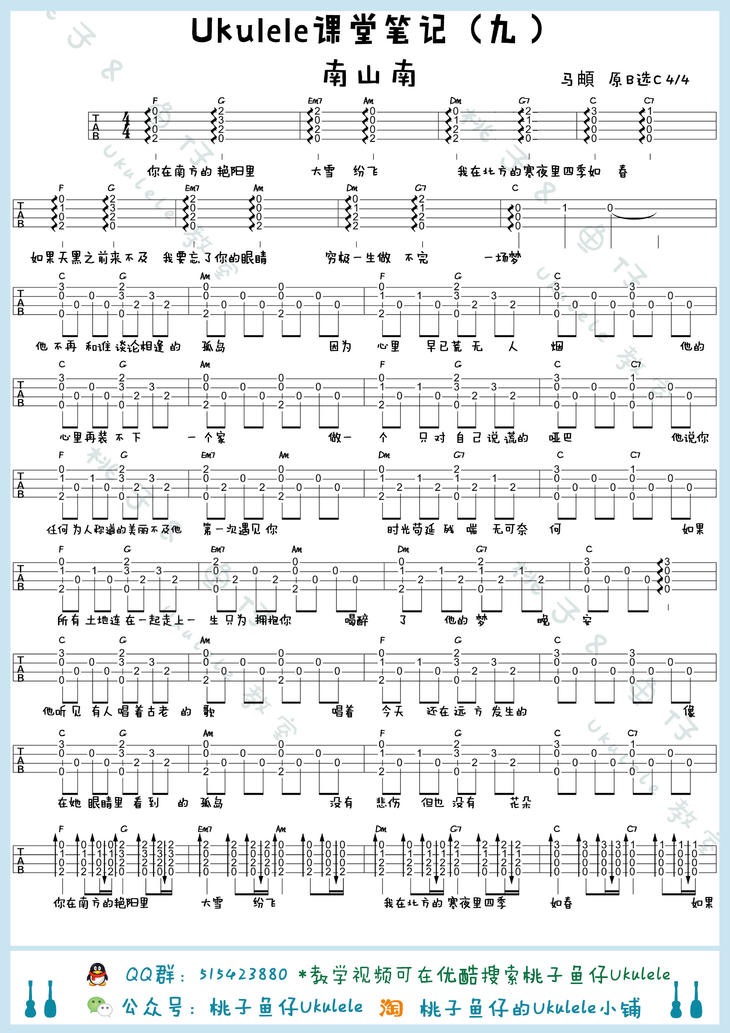 Ukulele课堂笔记（九）
南山南
马頔 原B选C 4/4
F G Em7 Am Dm G7 C C7
你在南方的艳阳里 大雪 纷飞 我在北方的寒夜里四季如 春
F G Em7 Am Dm G7 C
如果天黑之前来不及 我要忘了你的眼睛 穷极一生做 不完 一场梦
C G Am F G C
他不再 和谁谈论相逢的 孤岛 因为 心里 早已荒 无 人 烟 他的
C G Am F G C C7
心里再装不下 一个家 做一 个 只对自己说谎的 哑巴 他说你
F G Em7 Am Dm G7 C C7
任何为人称道的美丽不及他 第一次遇见你 时光苟延 残 喘 无可奈 何 如果
F G Em7 Am Dm G7 C
所有土地连在一起走上一 生只为 拥抱你 喝醉 了 他的梦 晚 安
C G Am F G C
他听见 有人唱着古老 的 歌 唱着 今天 还在远方发生的 像
C G Am F G C
在她 眼睛里看到 的 孤岛 没有 悲伤 但也 没有 花朵
F G Em7 Am Dm G7 C C7
你在南方的艳阳里 大雪 纷飞 我在北方的寒夜里四季 如春 如果
QQ群：515423880 *教学视频可在优酷搜索桃子鱼仔Ukulele
公众号：桃子鱼仔Ukulele 淘 桃子鱼仔的Ukulele小铺